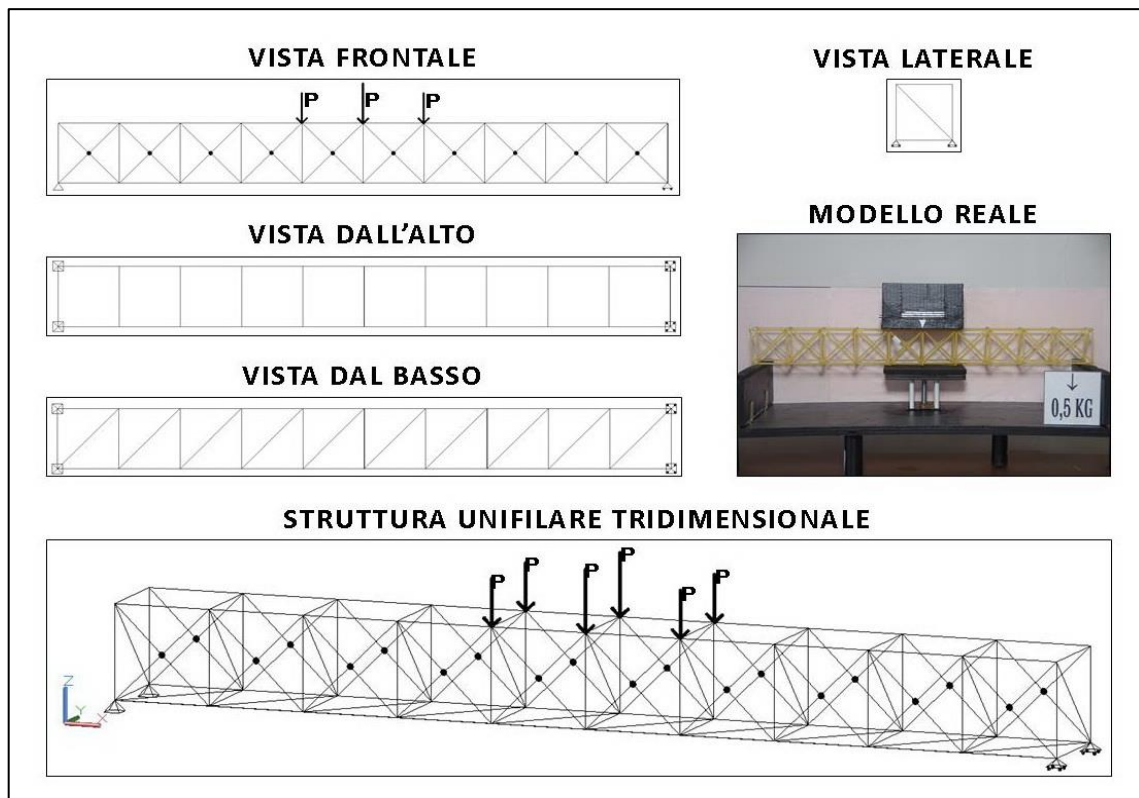 VISTA FRONTALE
P P P
VISTA LATERALE
VISTA DALL'ALTO
MODELLO REALE
0,5 KG
VISTA DAL BASSO
STRUTTURA UNIFILARE TRIDIMENSIONALE
P P P P P P
Z
Y X